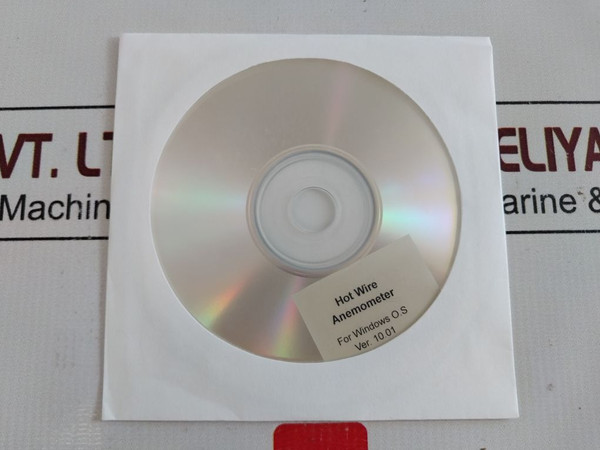 VT. LT
ELIYA
Machin
arine &
Hot Wire
Anemometer
For Windows O.S
Ver. 10.01